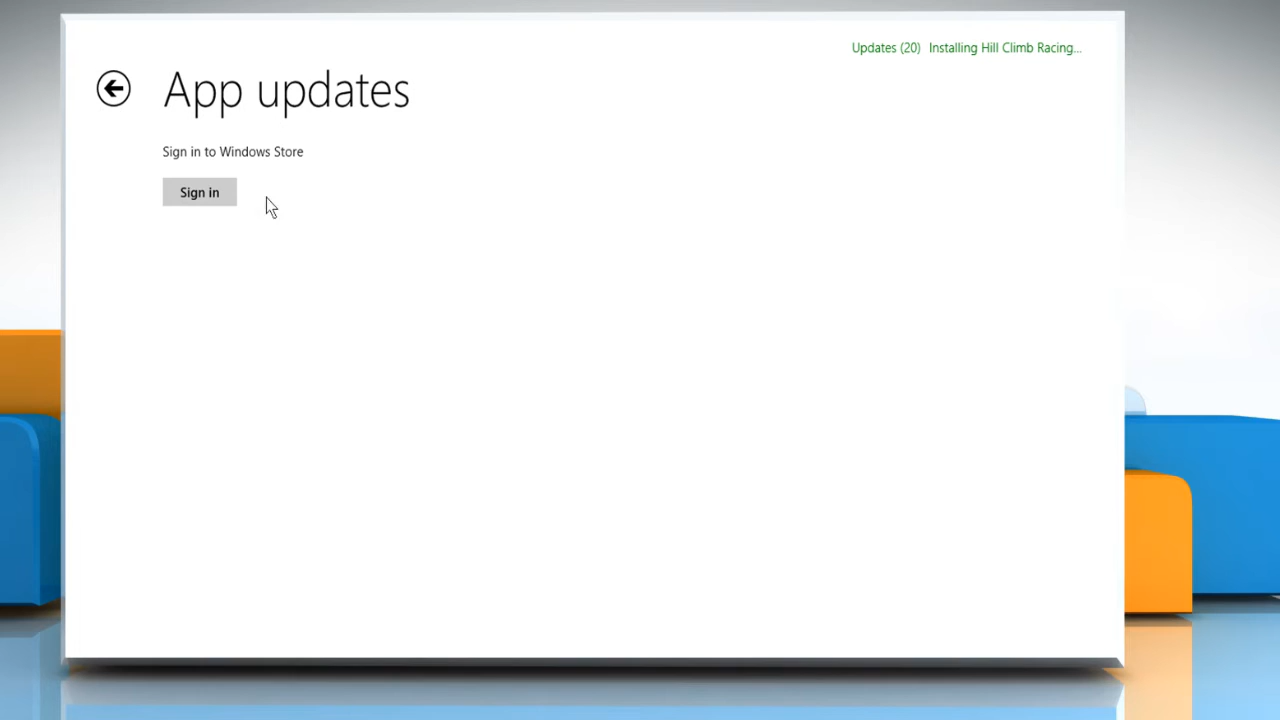 Updates (20) Installing Hill Climb Racing...
App updates
Sign in to Windows Store
Sign in